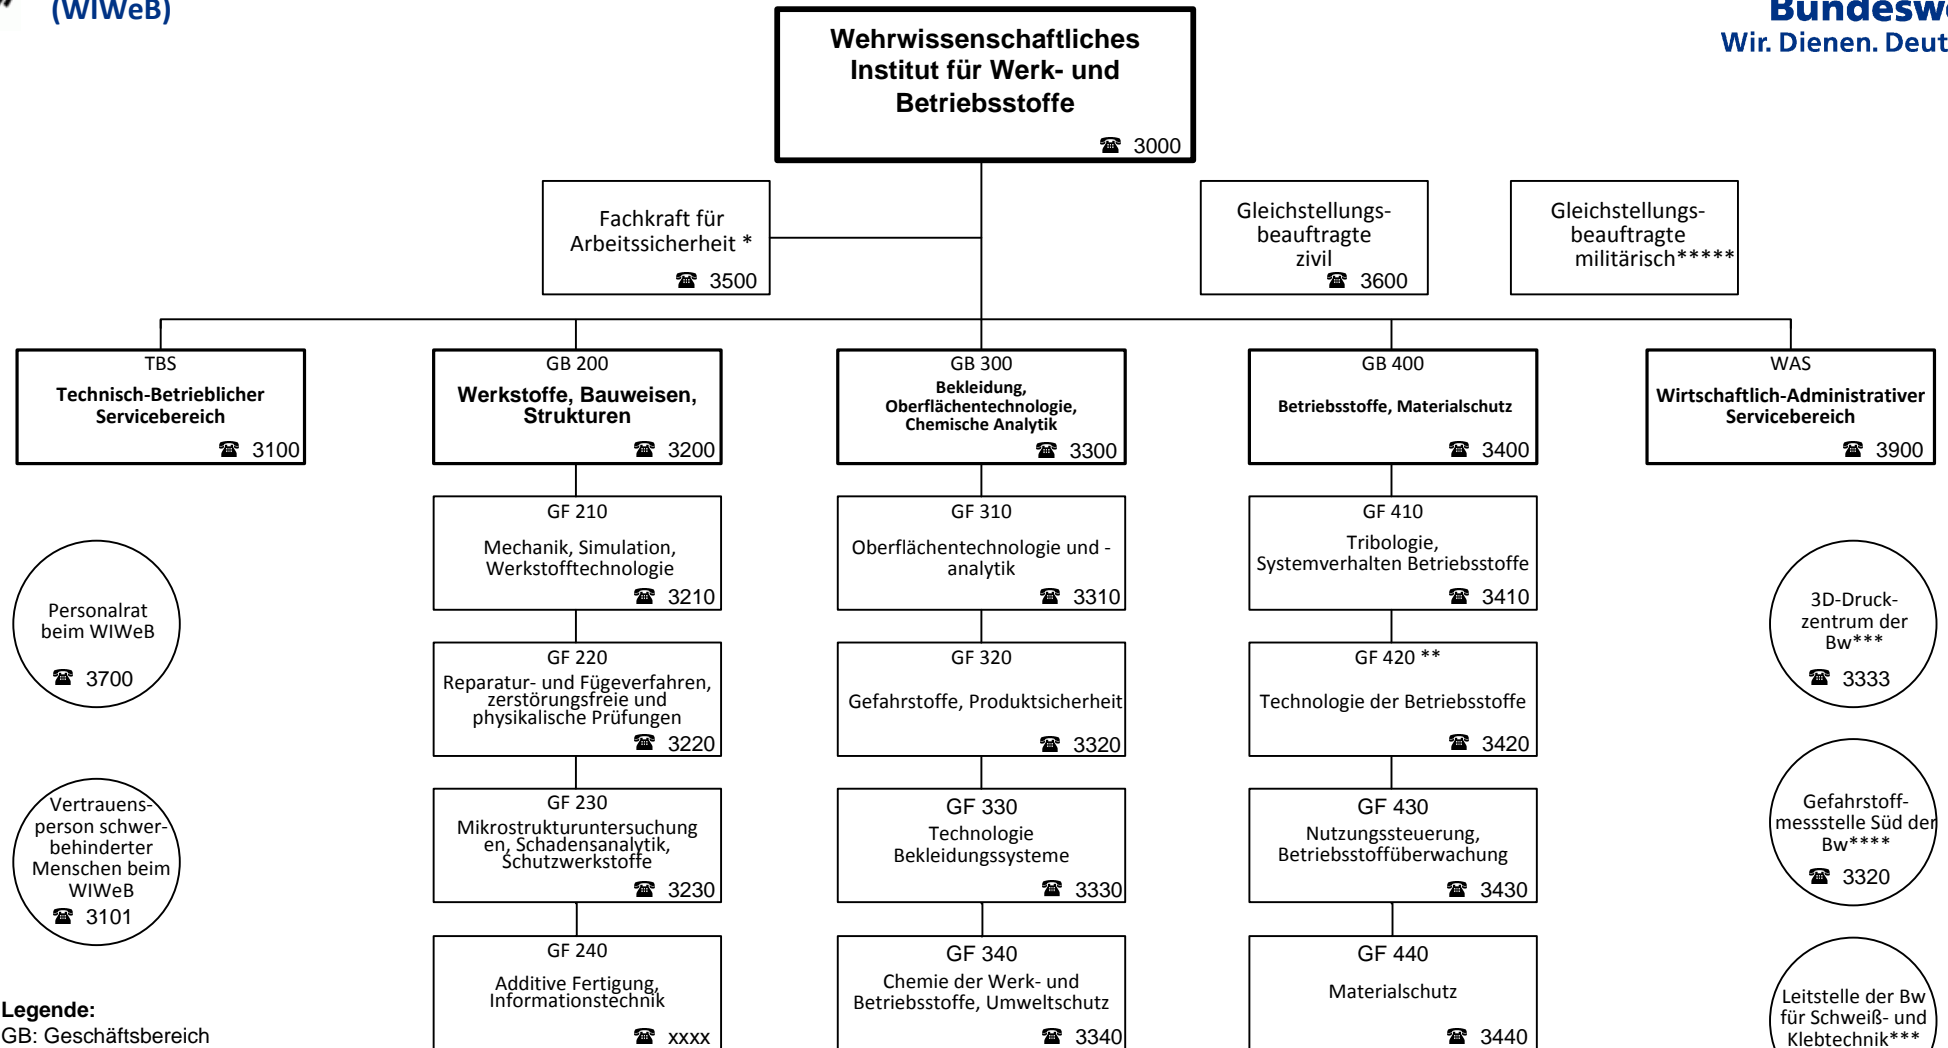 (WIWeB)
Wir. Dienen.
Wehrwissenschaftliches
Institut für Werk- und
Betriebsstoffe
☎ 3000
Fachkraft für
Arbeitssicherheit *
☎ 3500
Gleichstellungs-
beauftragte
zivil
☎ 3600
Gleichstellungs-
beauftragte
militärisch*****
TBS
Technisch-Betrieblicher
Servicebereich
☎ 3100
GB 200
Werkstoffe, Bauweisen,
Strukturen
☎ 3200
GB 300
Bekleidung,
Oberflächentechnologie,
Chemische Analytik
☎ 3300
GB 400
Betriebsstoffe, Materialschutz
☎ 3400
WAS
Wirtschaftlich-Administrativer
Servicebereich
☎ 3900
Personalrat
beim WIWeB
☎ 3700
Vertrauens-
person schwer-
behinderter
Menschen beim
WIWeB
☎ 3101
GF 210
Mechanik, Simulation,
Werkstofftechnologie
☎ 3210
GF 220
Reparatur- und Fügeverfahren,
zerstörungsfreie und
physikalische Prüfungen
☎ 3220
GF 230
Mikrostrukturuntersuchung
en, Schadensanalytik,
Schutzwerkstoffe
☎ 3230
GF 240
Additive Fertigung,
Informationstechnik
☎ xxxx
GF 310
Oberflächentechnologie und -
analytik
☎ 3310
GF 320
Gefahrstoffe, Produktsicherheit
☎ 3320
GF 330
Technologie
Bekleidungssysteme
☎ 3330
GF 340
Chemie der Werk- und
Betriebsstoffe, Umweltschutz
☎ 3340
GF 410
Tribologie,
Systemverhalten Betriebsstoffe
☎ 3410
GF 420 **
Technologie der Betriebsstoffe
☎ 3420
GF 430
Nutzungssteuerung,
Betriebsstoffüberwachung
☎ 3430
GF 440
Materialschutz
☎ 3440
3D-Druck-
zentrum der
Bw***
☎ 3333
Gefahrstoff-
messstelle Süd der
Bw****
☎ 3320
Leitstelle der Bw
für Schweiß- und
Klebtechnik***
Legende:
GB: Geschäftsbereich